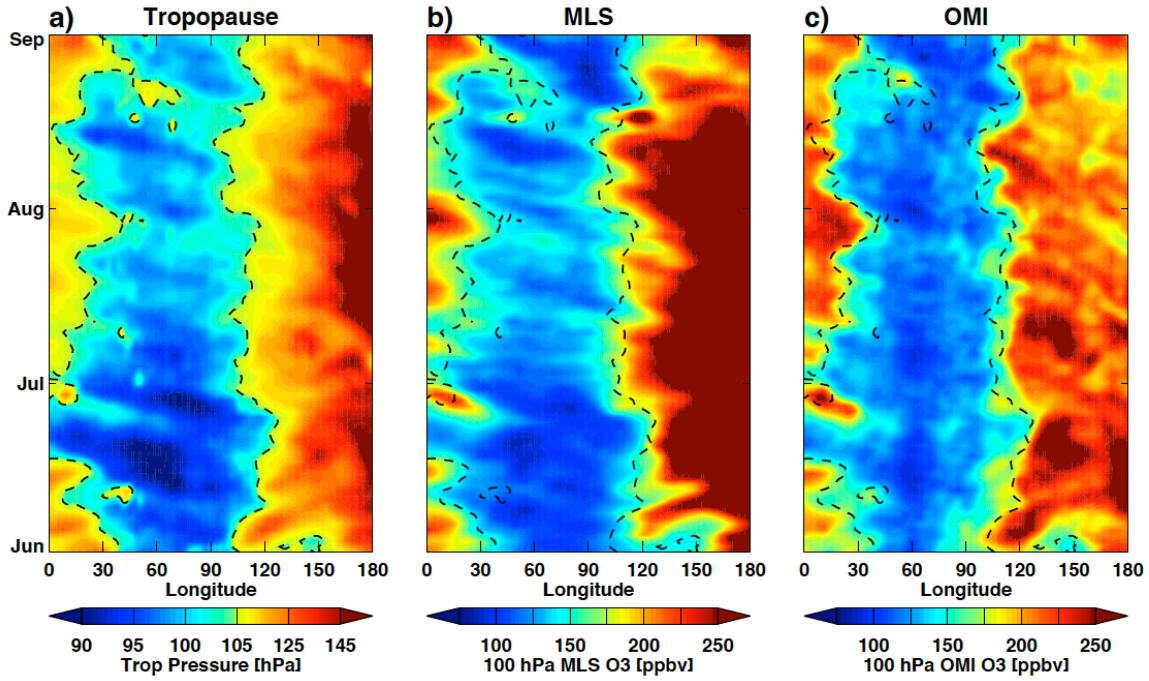 a) Tropopause
b) MLS
c) OMI
Sep
Aug
Jul
Jun
0 30 60 90 120 150 180
0 30 60 90 120 150 180
0 30 60 90 120 150 180
Longitude
Longitude
Longitude
90 95 100 105 125 145
100 150 200 250
100 150 200 250
Trop Pressure [hPa]
100 hPa MLS O3 [ppbv]
100 hPa OMI O3 [ppbv]